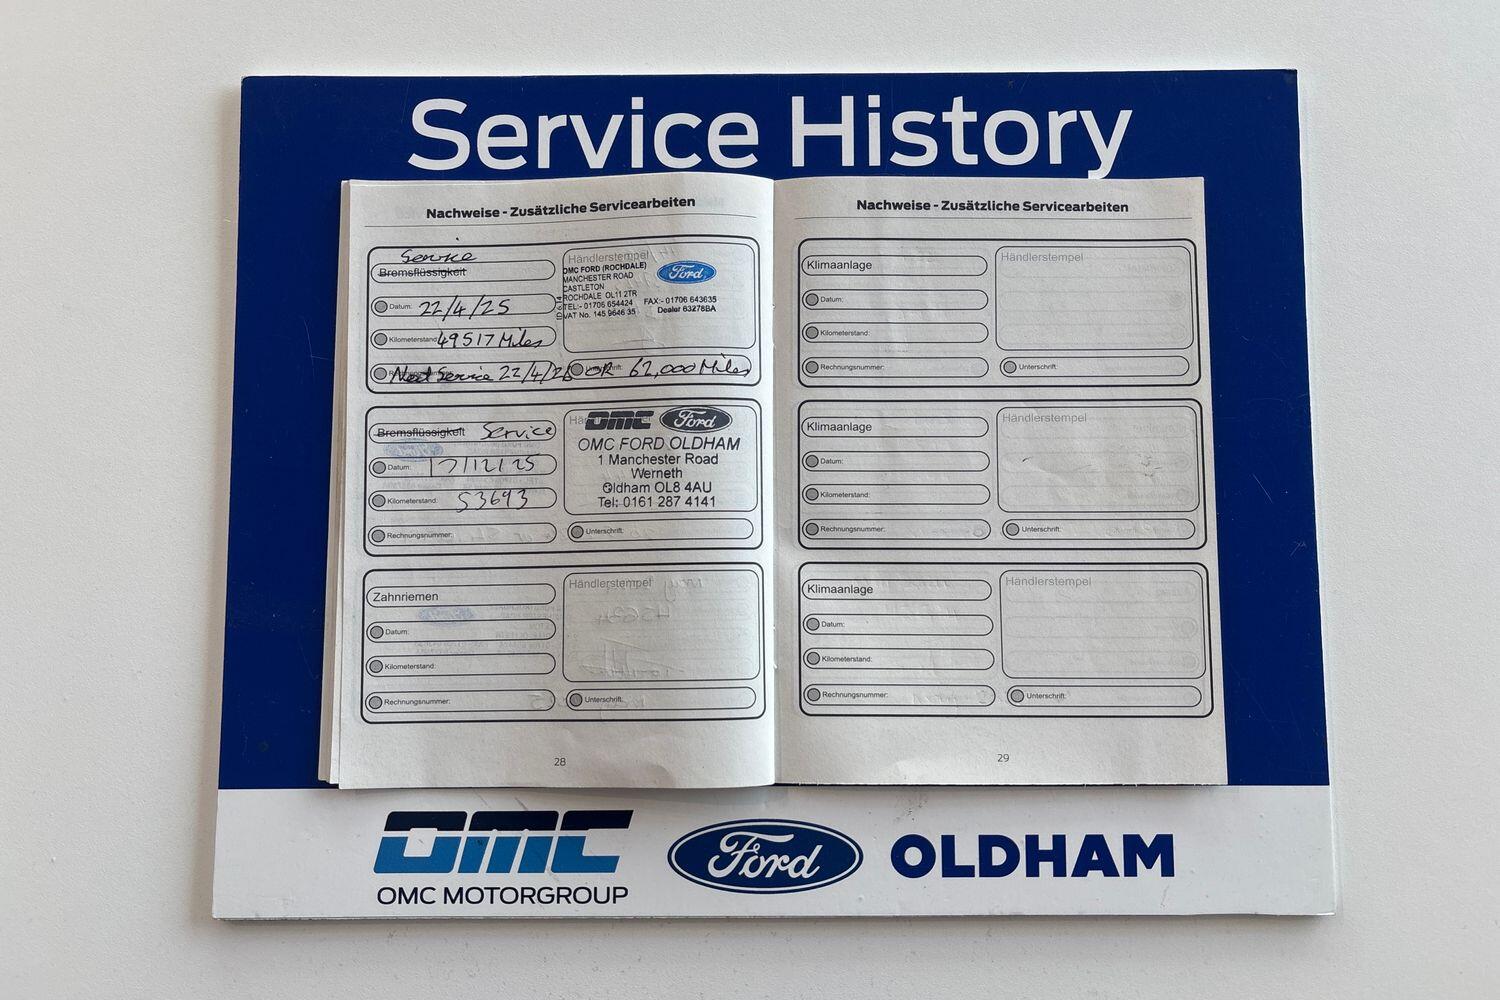 Service History
Nachweise - Zusätzliche Servicearbeiten
Service
Bremsflüssigkeit
Datum: 22/4/25
Kilometerstand: 49517 Miles
Next Service 22/4/26 OR 62,000 Miles
Händlerstempel
OMC FORD (ROCHDALE)
MANCHESTER ROAD
CASTLETON
ROCHDALE OL11 2TR
TEL:- 01706 654424 FAX:- 01706 643635
VAT No. 145 9646 35 Dealer 63278BA
Ford
Bremsflüssigkeit Service
Datum: 17/12/25
Kilometerstand: 53693
Rechnungsnummer:
OMC Ford
OMC FORD OLDHAM
1 Manchester Road
Werneth
Oldham OL8 4AU
Tel: 0161 287 4141
Unterschrift:
Zahnriemen
Datum:
Kilometerstand:
Rechnungsnummer:
Händlerstempel
Unterschrift:
28
Nachweise - Zusätzliche Servicearbeiten
Klimaanlage
Datum:
Kilometerstand:
Rechnungsnummer:
Händlerstempel
Unterschrift:
Klimaanlage
Datum:
Kilometerstand:
Rechnungsnummer:
Händlerstempel
Unterschrift:
Klimaanlage
Datum:
Kilometerstand:
Rechnungsnummer:
Händlerstempel
Unterschrift:
29
OMC
OMC MOTORGROUP
Ford
OLDHAM